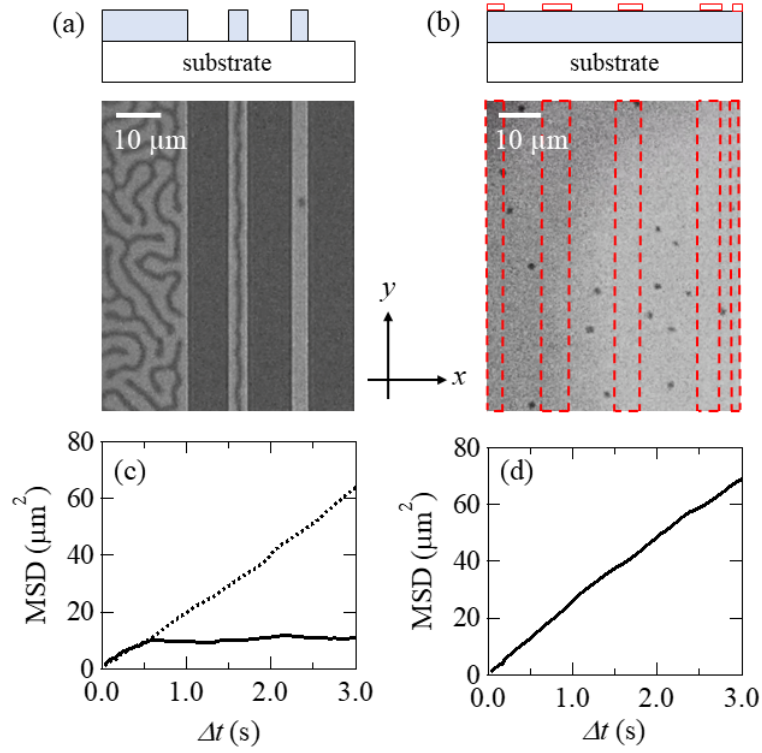 (a)
substrate
10 μm
(b)
substrate
10 μm
y
x
(c)
80
60
40
20
0
MSD (μm²)
0.0 1.0 2.0 3.0
Δt (s)
(d)
80
60
40
20
0
MSD (μm²)
0.0 1.0 2.0 3.0
Δt (s)